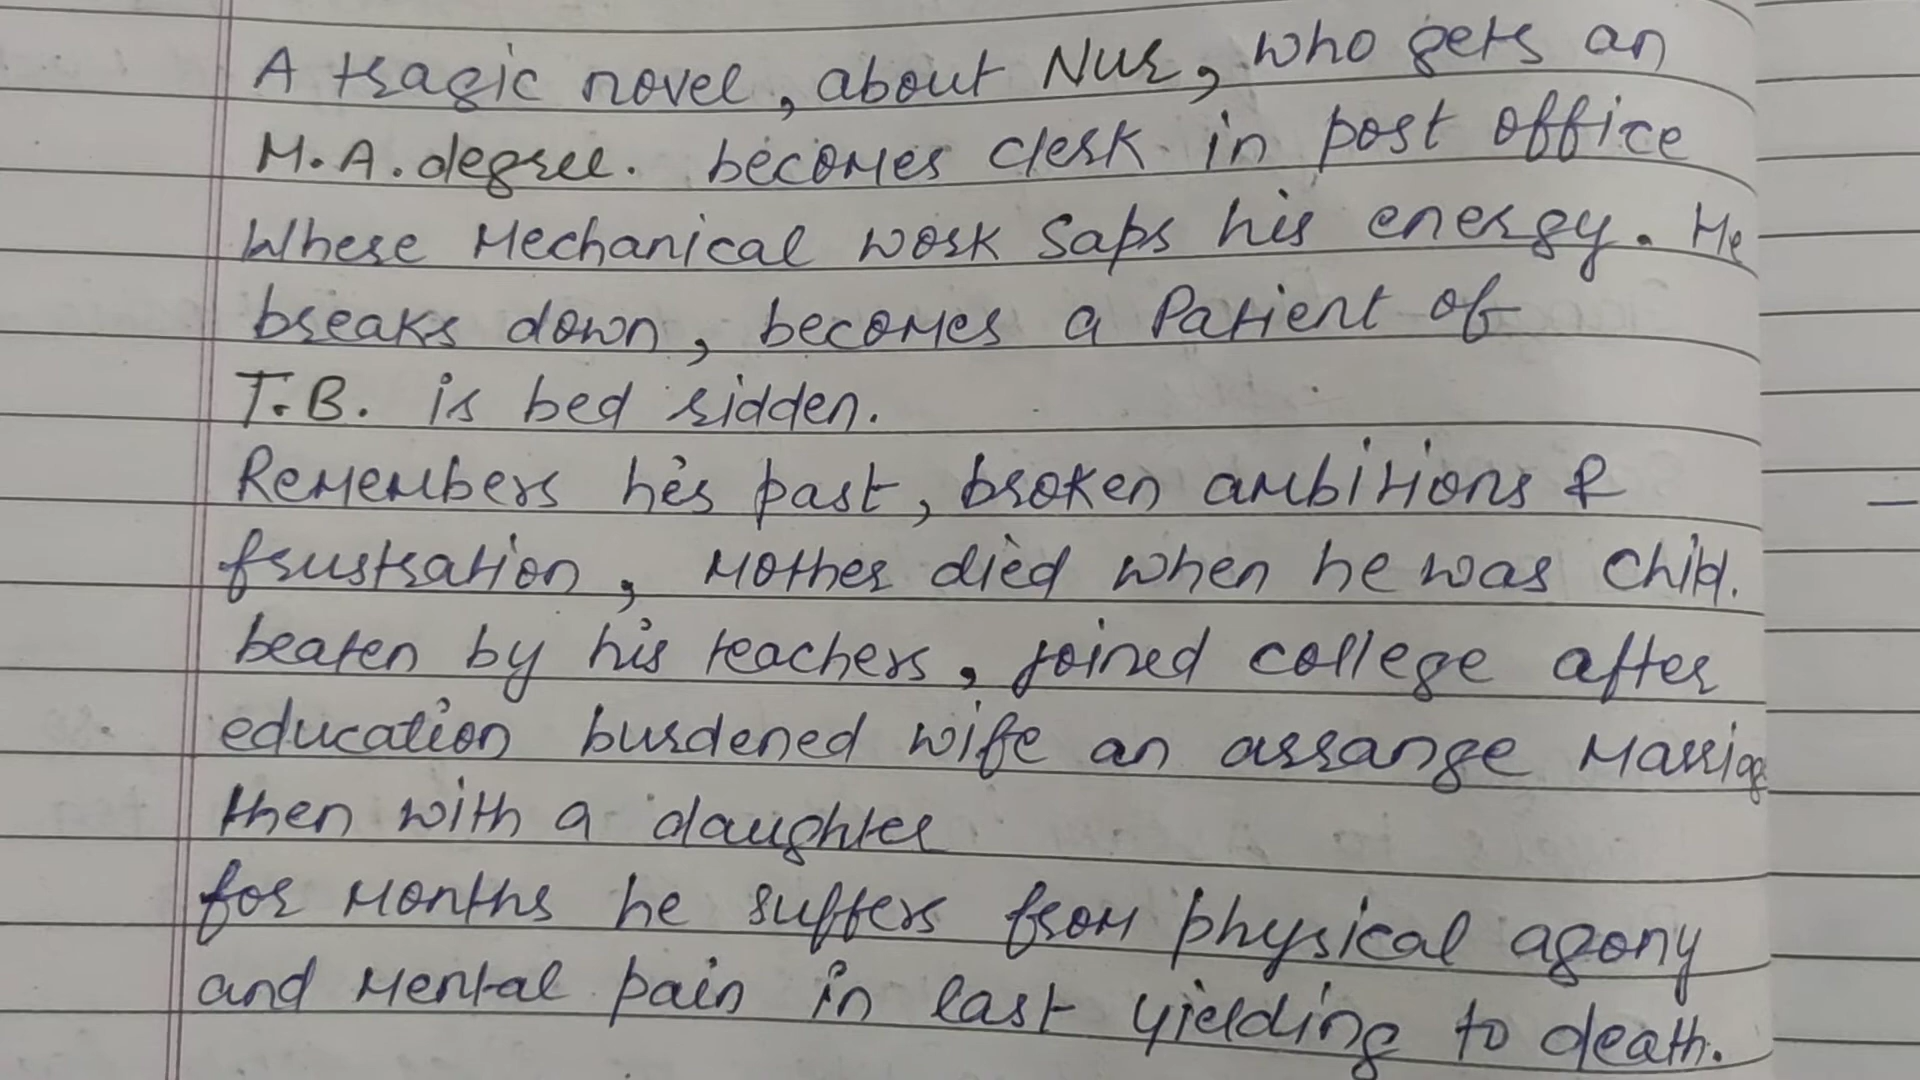 A tragic novel, about Nur, who gets an
M.A. degree. becomes clerk in post office
Where Mechanical work Saps his energy. He
breaks down, becomes a Patient of
T.B. is bed ridden.
Remembers his past, broken ambitions &
frustration, Mother died when he was child.
beaten by his teachers, joined college after
education burdened wife an arrange Marriag
then with a daughter
for Months he suffers from physical agony
and Mental pain in last yielding to death.